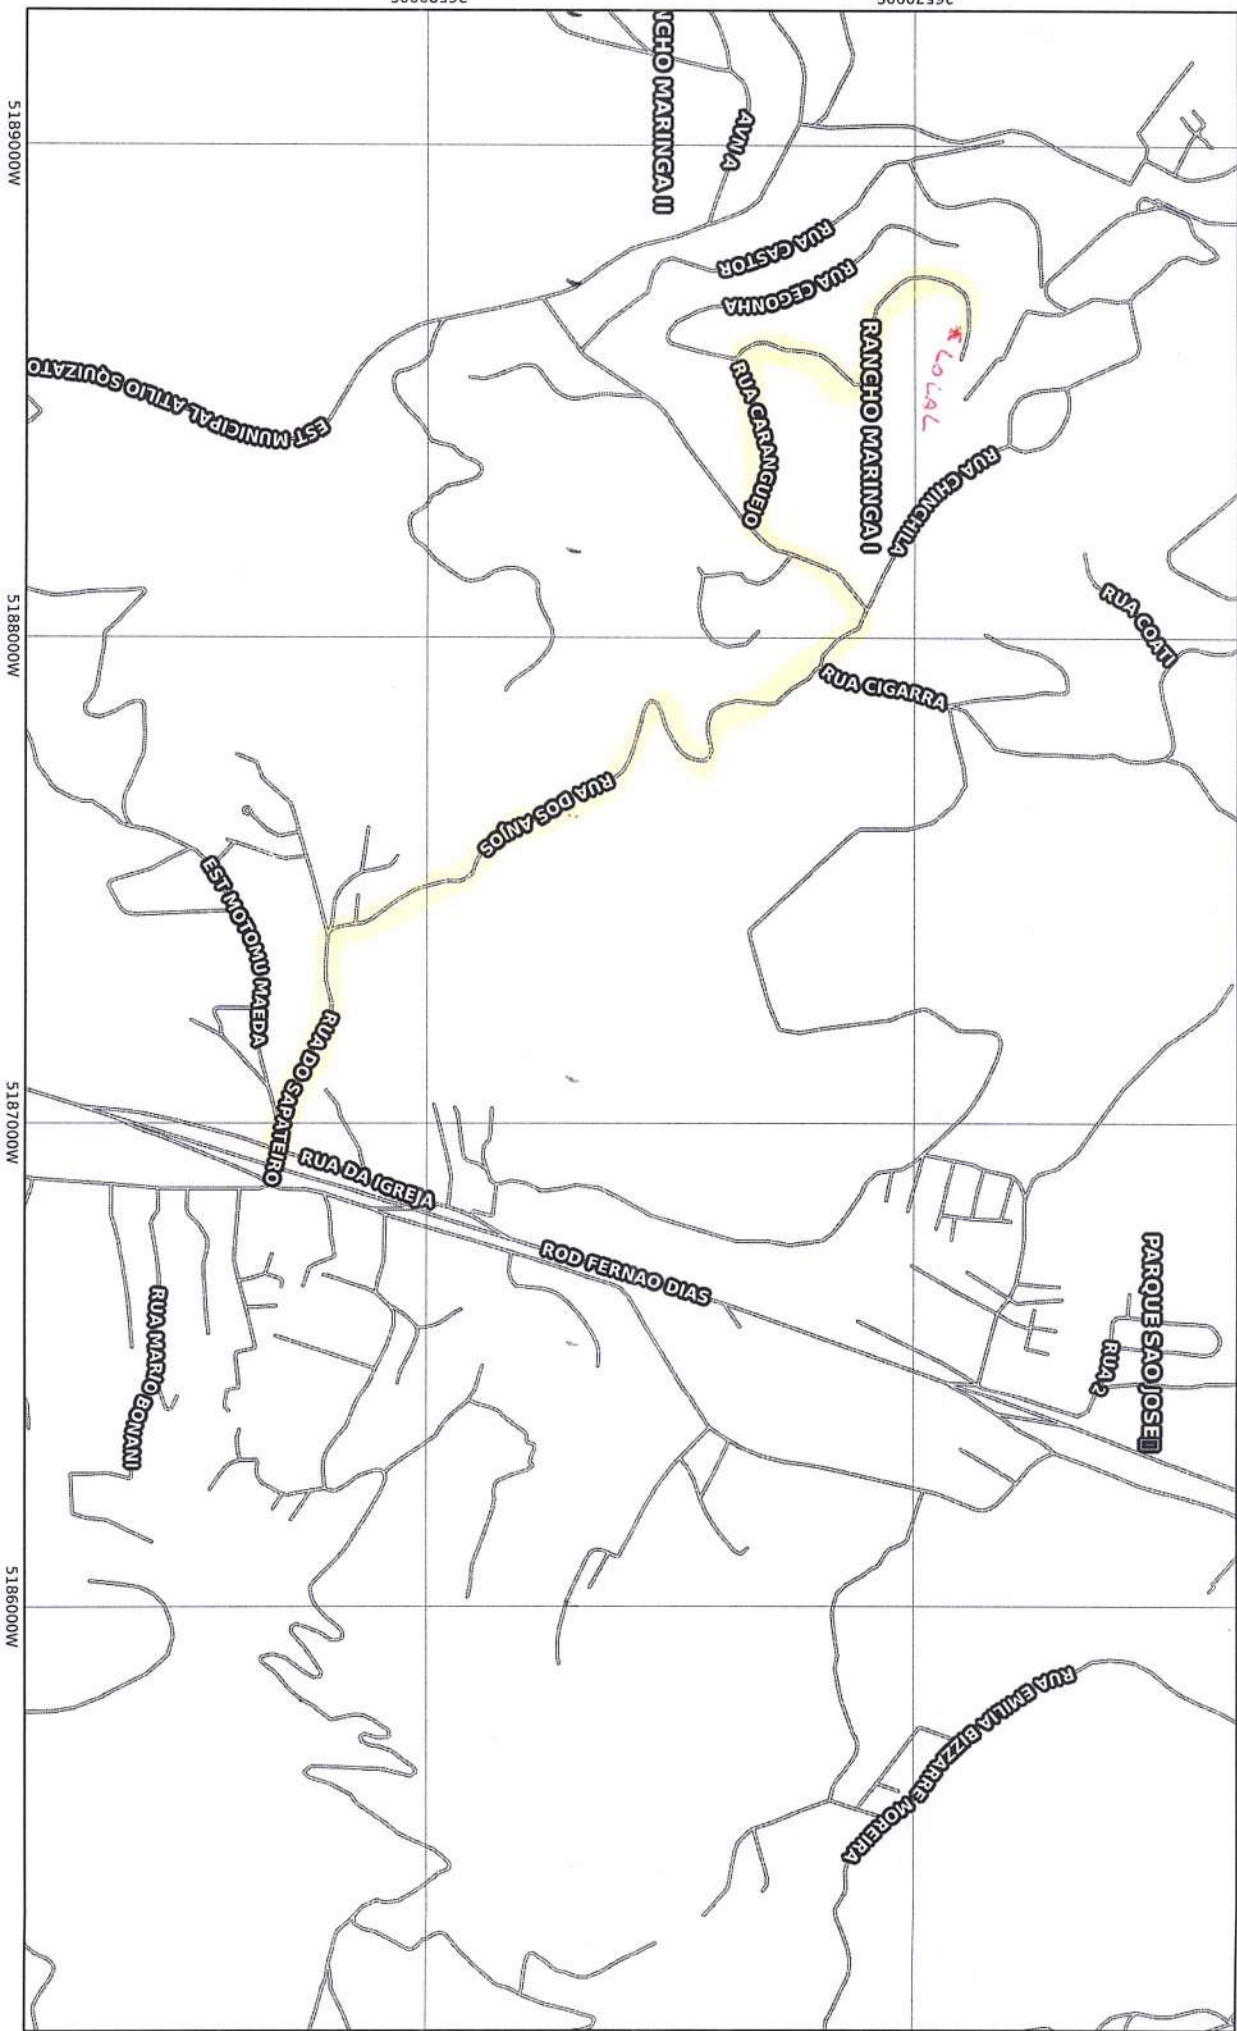 RANCHO MARINGA I
RUA CASTOR
RUA CEGONHA
RUA CARANGUEJO
* LOCAL
RUA CHINCHILA
RUA COATI
RUA CIGARRA
RUA DOS ANJOS
NCHO MARINGA II
AVN A
EST MUNICIPAL ATILIO SQUIZATO
EST MOTOMU MAEDA
RUA DO SAPATEIRO
RUA DA IGREJA
ROD FERNAO DIAS
PARQUE SAO JOSE
RUA 2
RUA MARIO BONANI
RUA EMILIA BIZZARRE MOREIRA
5189000W
5188000W
5187000W
5186000W